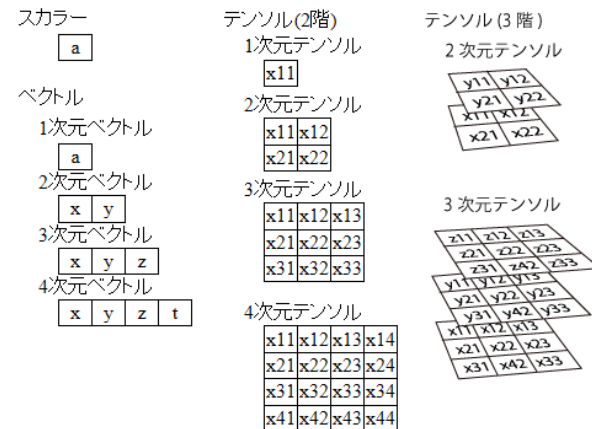 スカラー
a
ベクトル
1次元ベクトル
a
2次元ベクトル
x y
3次元ベクトル
x y z
4次元ベクトル
x y z t
テンソル(2階)
1次元テンソル
x11
2次元テンソル
x11 x12
x21 x22
3次元テンソル
x11 x12 x13
x21 x22 x23
x31 x32 x33
4次元テンソル
x11 x12 x13 x14
x21 x22 x23 x24
x31 x32 x33 x34
x41 x42 x43 x44
テンソル(3階)
2次元テンソル
y11 y12
y21 y22
x11 x12
x21 x22
3次元テンソル
z11 z12 z13
z21 z22 z23
z31 z42 z33
y11 y12 y13
y21 y22 y23
y31 y42 y33
x11 x12 x13
x21 x22 x23
x31 x42 x33